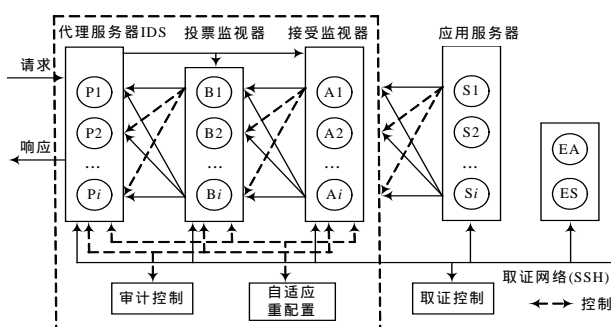 代理服务器IDS
投票监视器
接受监视器
应用服务器
请求
响应
P1
P2
...
Pi
B1
B2
...
Bi
A1
A2
...
Ai
S1
S2
...
Si
EA
ES
审计控制
自适应
重配置
取证控制
取证网络(SSH)
控制